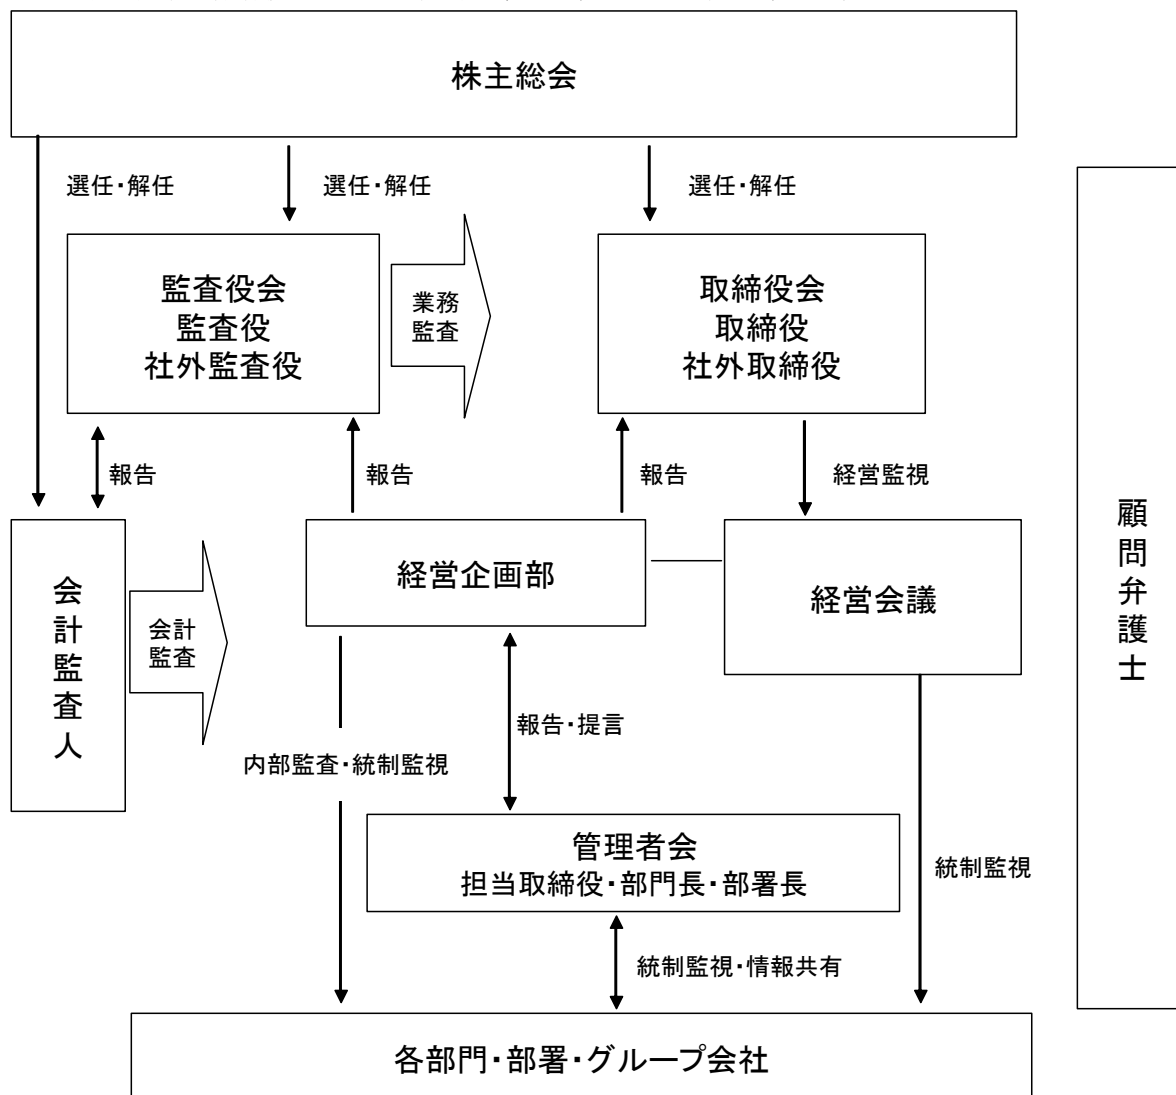 株主総会
選任・解任
選任・解任
選任・解任
監査役会
監査役
社外監査役
業務
監査
取締役会
取締役
社外取締役
報告
報告
報告
経営監視
会計監査人
会計
監査
経営企画部
経営会議
顧問弁護士
報告・提言
内部監査・統制監視
管理者会
担当取締役・部門長・部署長
統制監視
統制監視・情報共有
各部門・部署・グループ会社